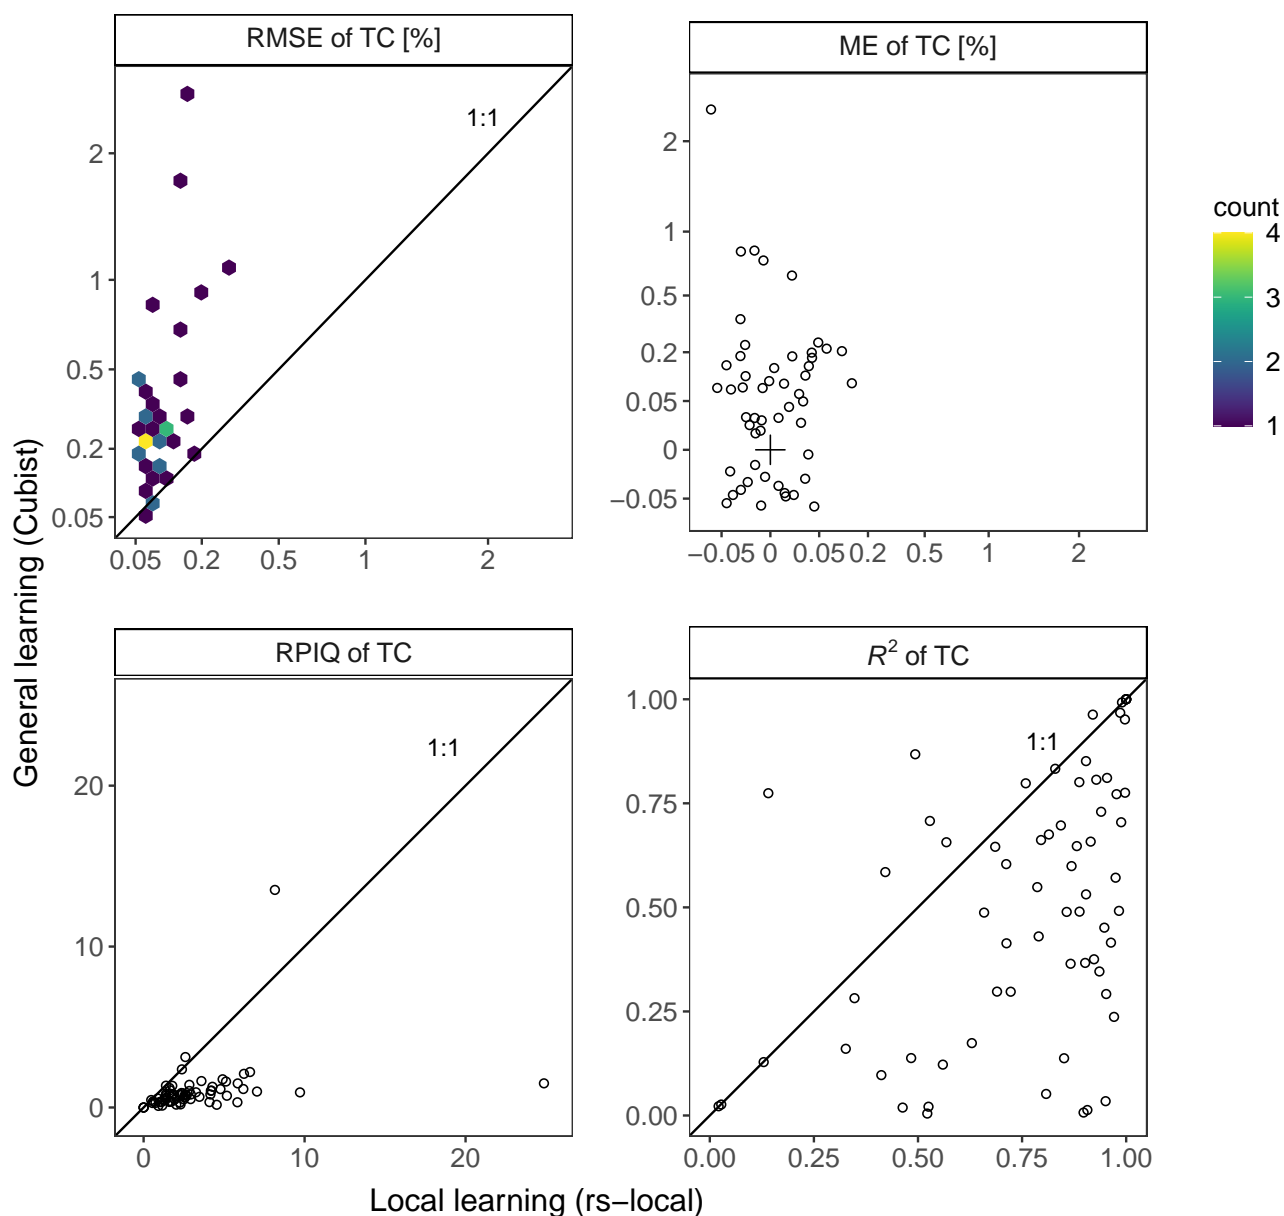 RMSE of TC [%]
ME of TC [%]
1:1
2
1
0.5
0.2
0.05
0.05 0.2 0.5 1 2
2
1
0.5
0.2
0.05
0
−0.05
−0.05 0 0.05 0.2 0.5 1 2
count
4
3
2
1
General learning (Cubist)
RPIQ of TC
R² of TC
1:1
20
10
0
0 10 20
1:1
1.00
0.75
0.50
0.25
0.00
0.00 0.25 0.50 0.75 1.00
Local learning (rs−local)